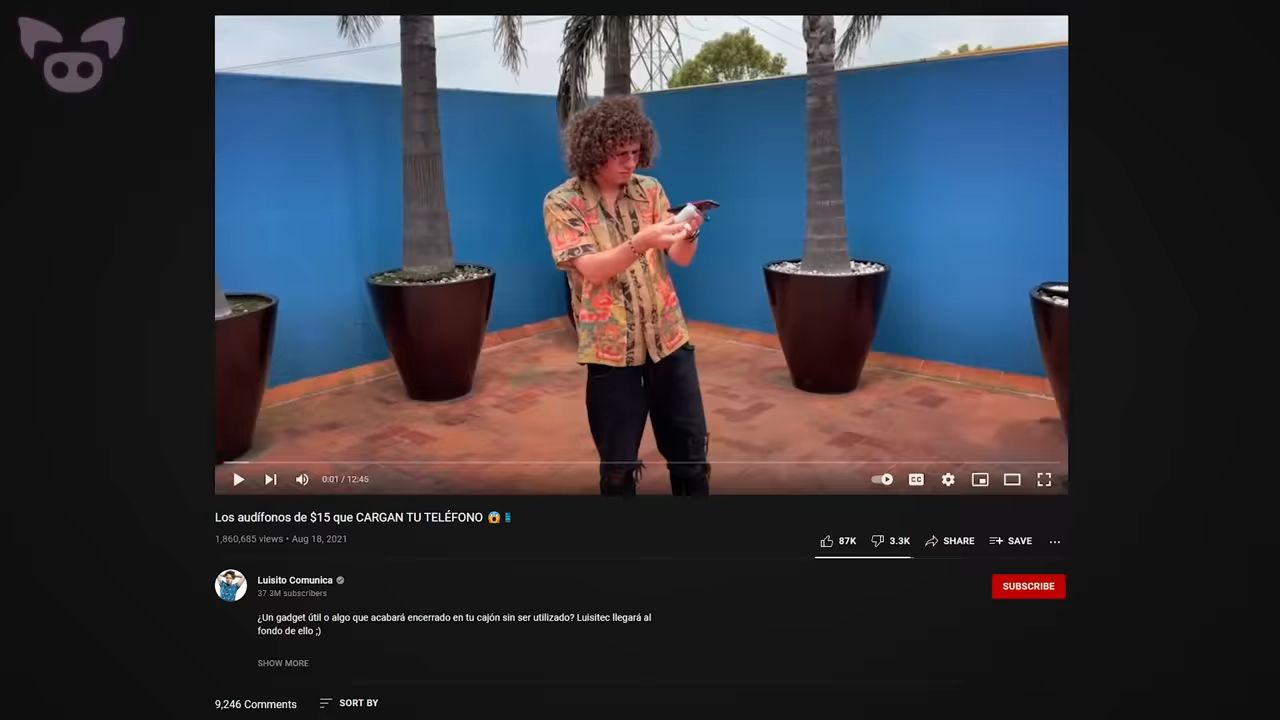 0:01 / 12:45
CC
Los audífonos de $15 que CARGAN TU TELÉFONO 😱📱
1,860,685 views • Aug 18, 2021
87K 3.3K SHARE SAVE ...
Luisito Comunica
37.3M subscribers
SUBSCRIBE
¿Un gadget útil o algo que acabará encerrado en tu cajón sin ser utilizado? Luisitec llegará al
fondo de ello ;)
SHOW MORE
9,246 Comments SORT BY